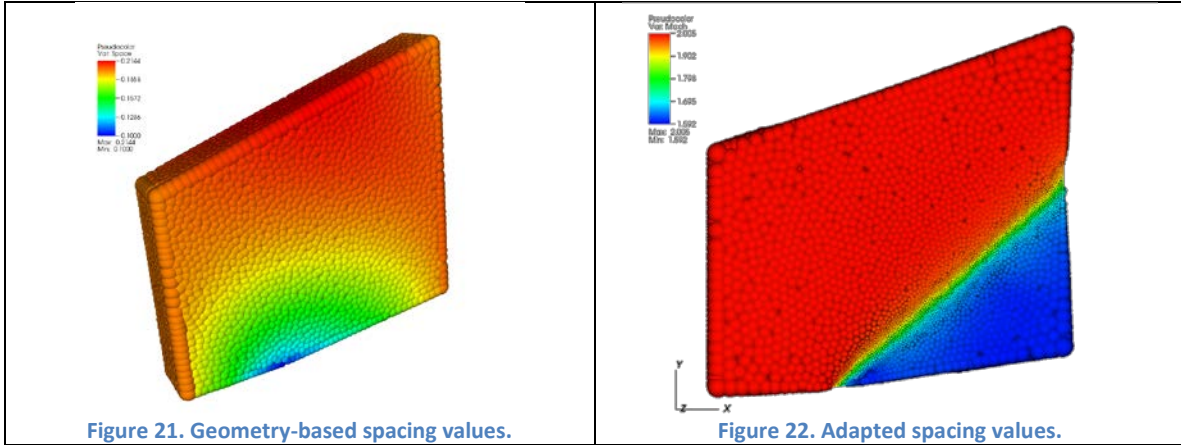 Pseudocolor
Var: Space
0.2144
0.1858
0.1572
0.1286
0.1000
Max: 0.2144
Min: 0.1000
Figure 21. Geometry-based spacing values.
Pseudocolor
Var: Mach
2.005
1.902
1.798
1.695
1.592
Max: 2.005
Min: 1.592
Y
Z X
Figure 22. Adapted spacing values.